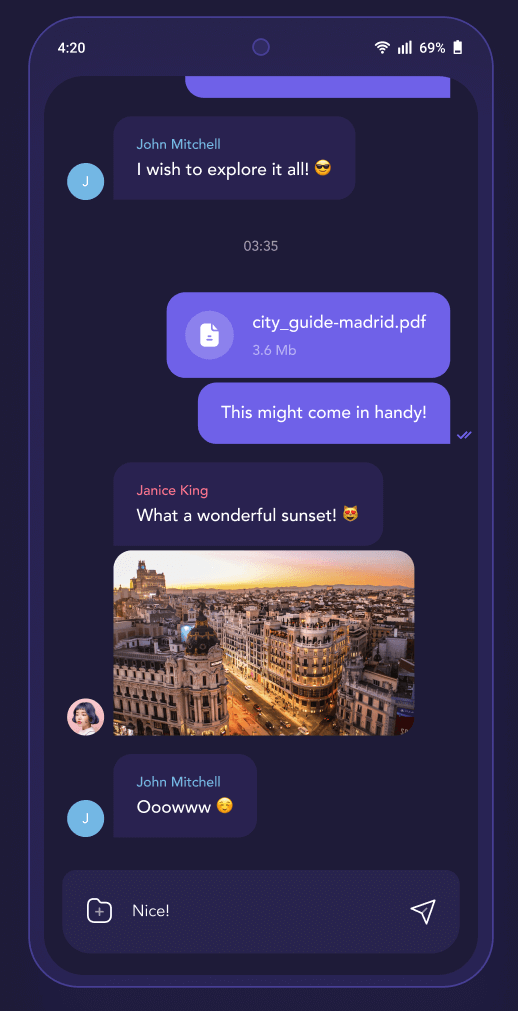 4:20
69%
John Mitchell
I wish to explore it all! 😎
J
03:35
city_guide-madrid.pdf
3.6 Mb
This might come in handy!
Janice King
What a wonderful sunset! 😻
John Mitchell
Ooowww ☺️
J
Nice!